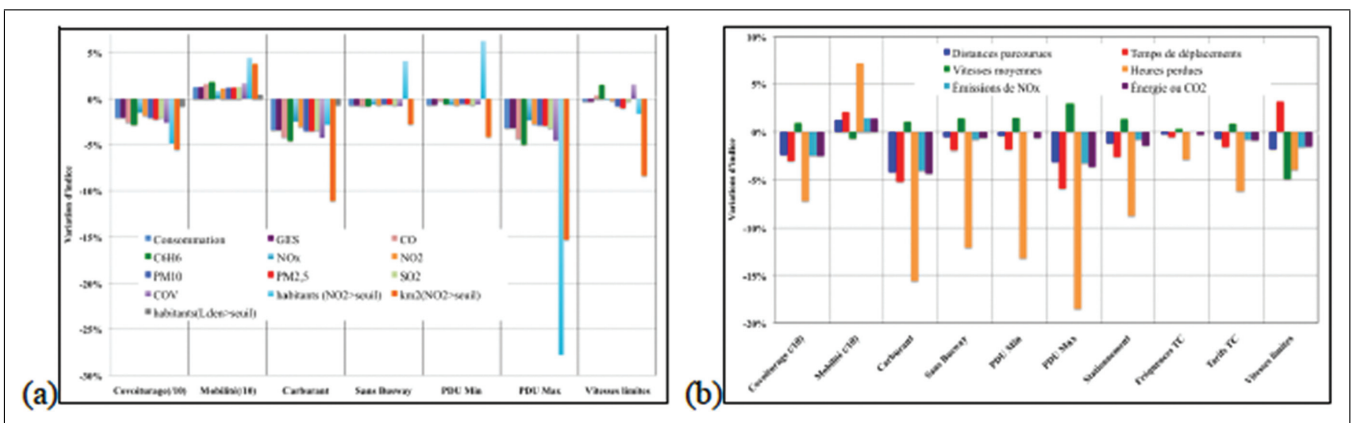 5%
0%
-5%
-10%
-15%
-20%
-25%
-30%
Variation d'indice
Consommation GES CO
C6H6 NOx NO2
PM10 PM2,5 SO2
COV habitants (NO2>seuil) km2(NO2>seuil)
habitants(Lden>seuil)
Covoiturage(/10) Mobilité(/10) Carburant Sans Busway PDU Min PDU Max Vitesses limites
(a)
10%
5%
0%
-5%
-10%
-15%
-20%
Variations d'indice
Distances parcourues Temps de déplacements
Vitesses moyennes Heures perdues
Émissions de NOx Énergie ou CO2
Covoiturage (/10) Mobilité (/10) Carburant Sans Busway PDU Min PDU Max Stationnement Fréquences TC Tarifs TC Vitesses limites
(b)